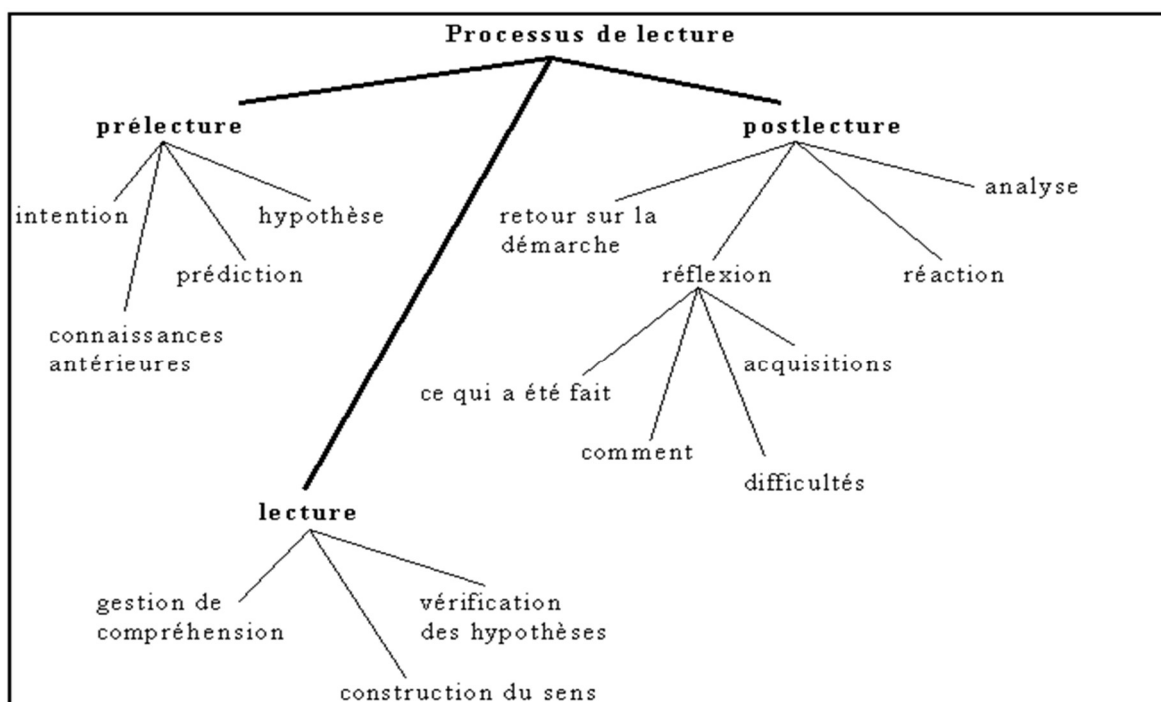 Processus de lecture
prélecture
postlecture
analyse
intention
hypothèse
retour sur la
démarche
prédiction
réflexion
réaction
connaissances
antérieures
acquisitions
ce qui a été fait
comment
difficultés
lecture
gestion de
compréhension
vérification
des hypothèses
construction du sens